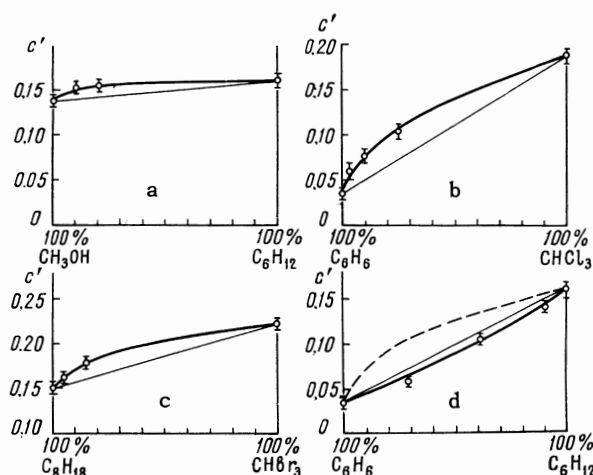 c'
0,15
0,10
0.05
0
a
100% 100%
CH₃OH C₆H₁₂
c'
0,20
0,15
0,10
0,05
0
b
100% 100%
C₆H₆ CHCl₃
c'
0,25
0,20
0,15
0,10
c
100% 100%
C₈H₁₈ CHBr₃
c'
0,15
0,10
0,05
0
d
100% 100%
C₆H₆ C₆H₁₂